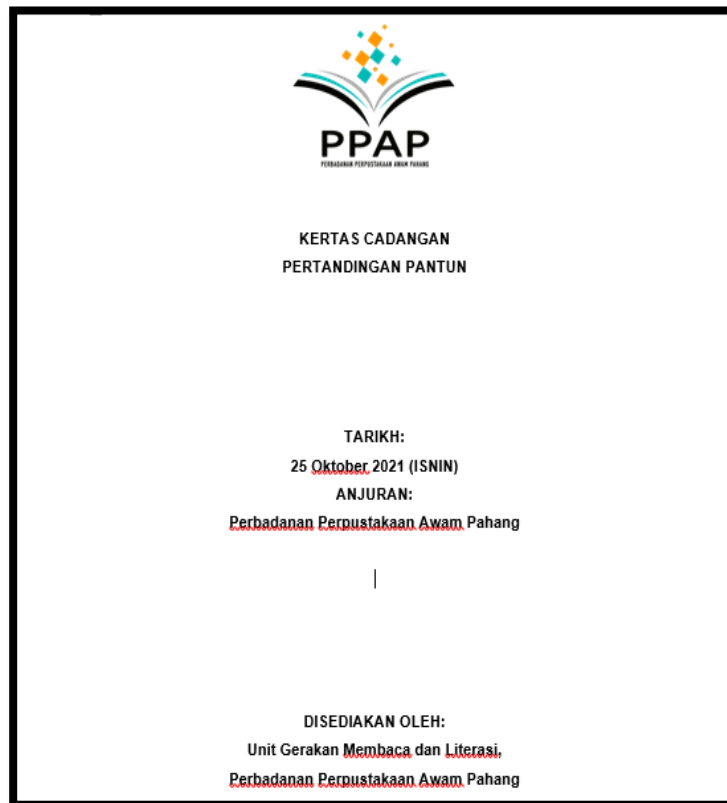 PPAP
PERBADANAN PERPUSTAKAAN AWAM PAHANG
KERTAS CADANGAN
PERTANDINGAN PANTUN
TARIKH:
25 Oktober 2021 (ISNIN)
ANJURAN:
Perbadanan Perpustakaan Awam Pahang
DISEDIAKAN OLEH:
Unit Gerakan Membaca dan Literasi,
Perbadanan Perpustakaan Awam Pahang